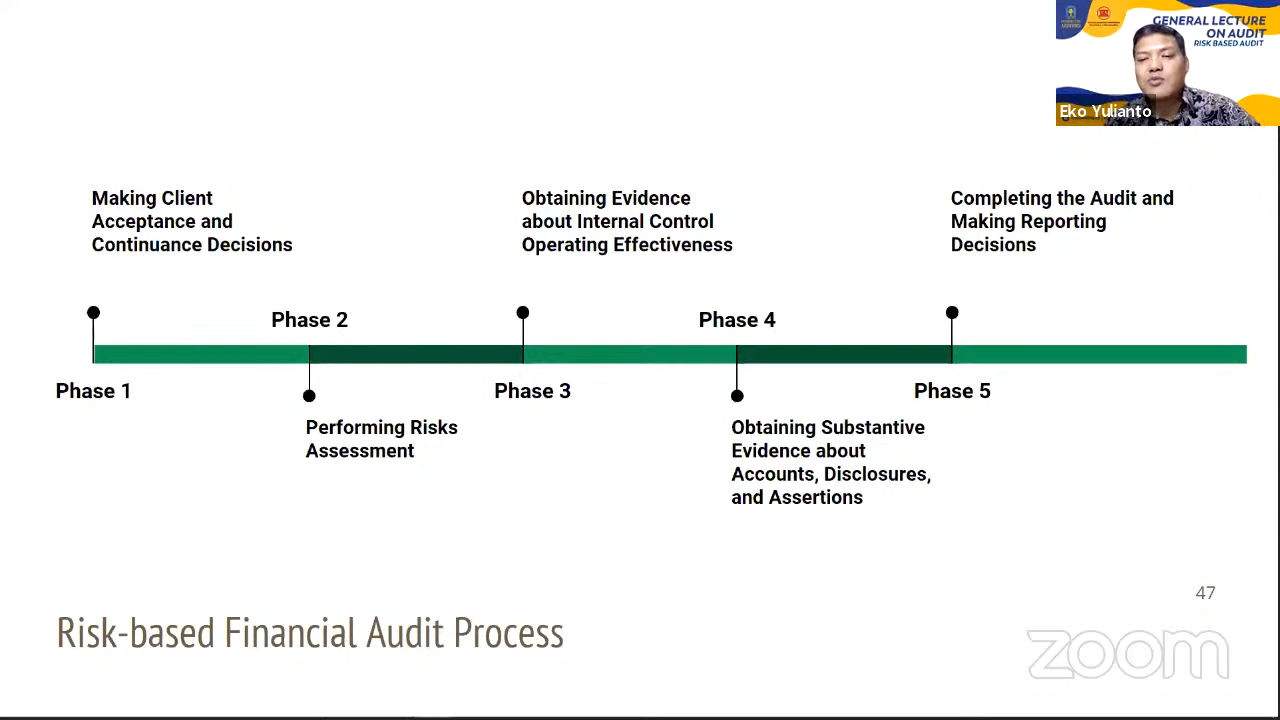 GENERAL LECTURE
ON AUDIT
RISK BASED AUDIT
Eko Yulianto
Making Client
Acceptance and
Continuance Decisions
Obtaining Evidence
about Internal Control
Operating Effectiveness
Completing the Audit and
Making Reporting
Decisions
Phase 2
Phase 4
Phase 1
Phase 3
Phase 5
Performing Risks
Assessment
Obtaining Substantive
Evidence about
Accounts, Disclosures,
and Assertions
47
Risk-based Financial Audit Process
zoom